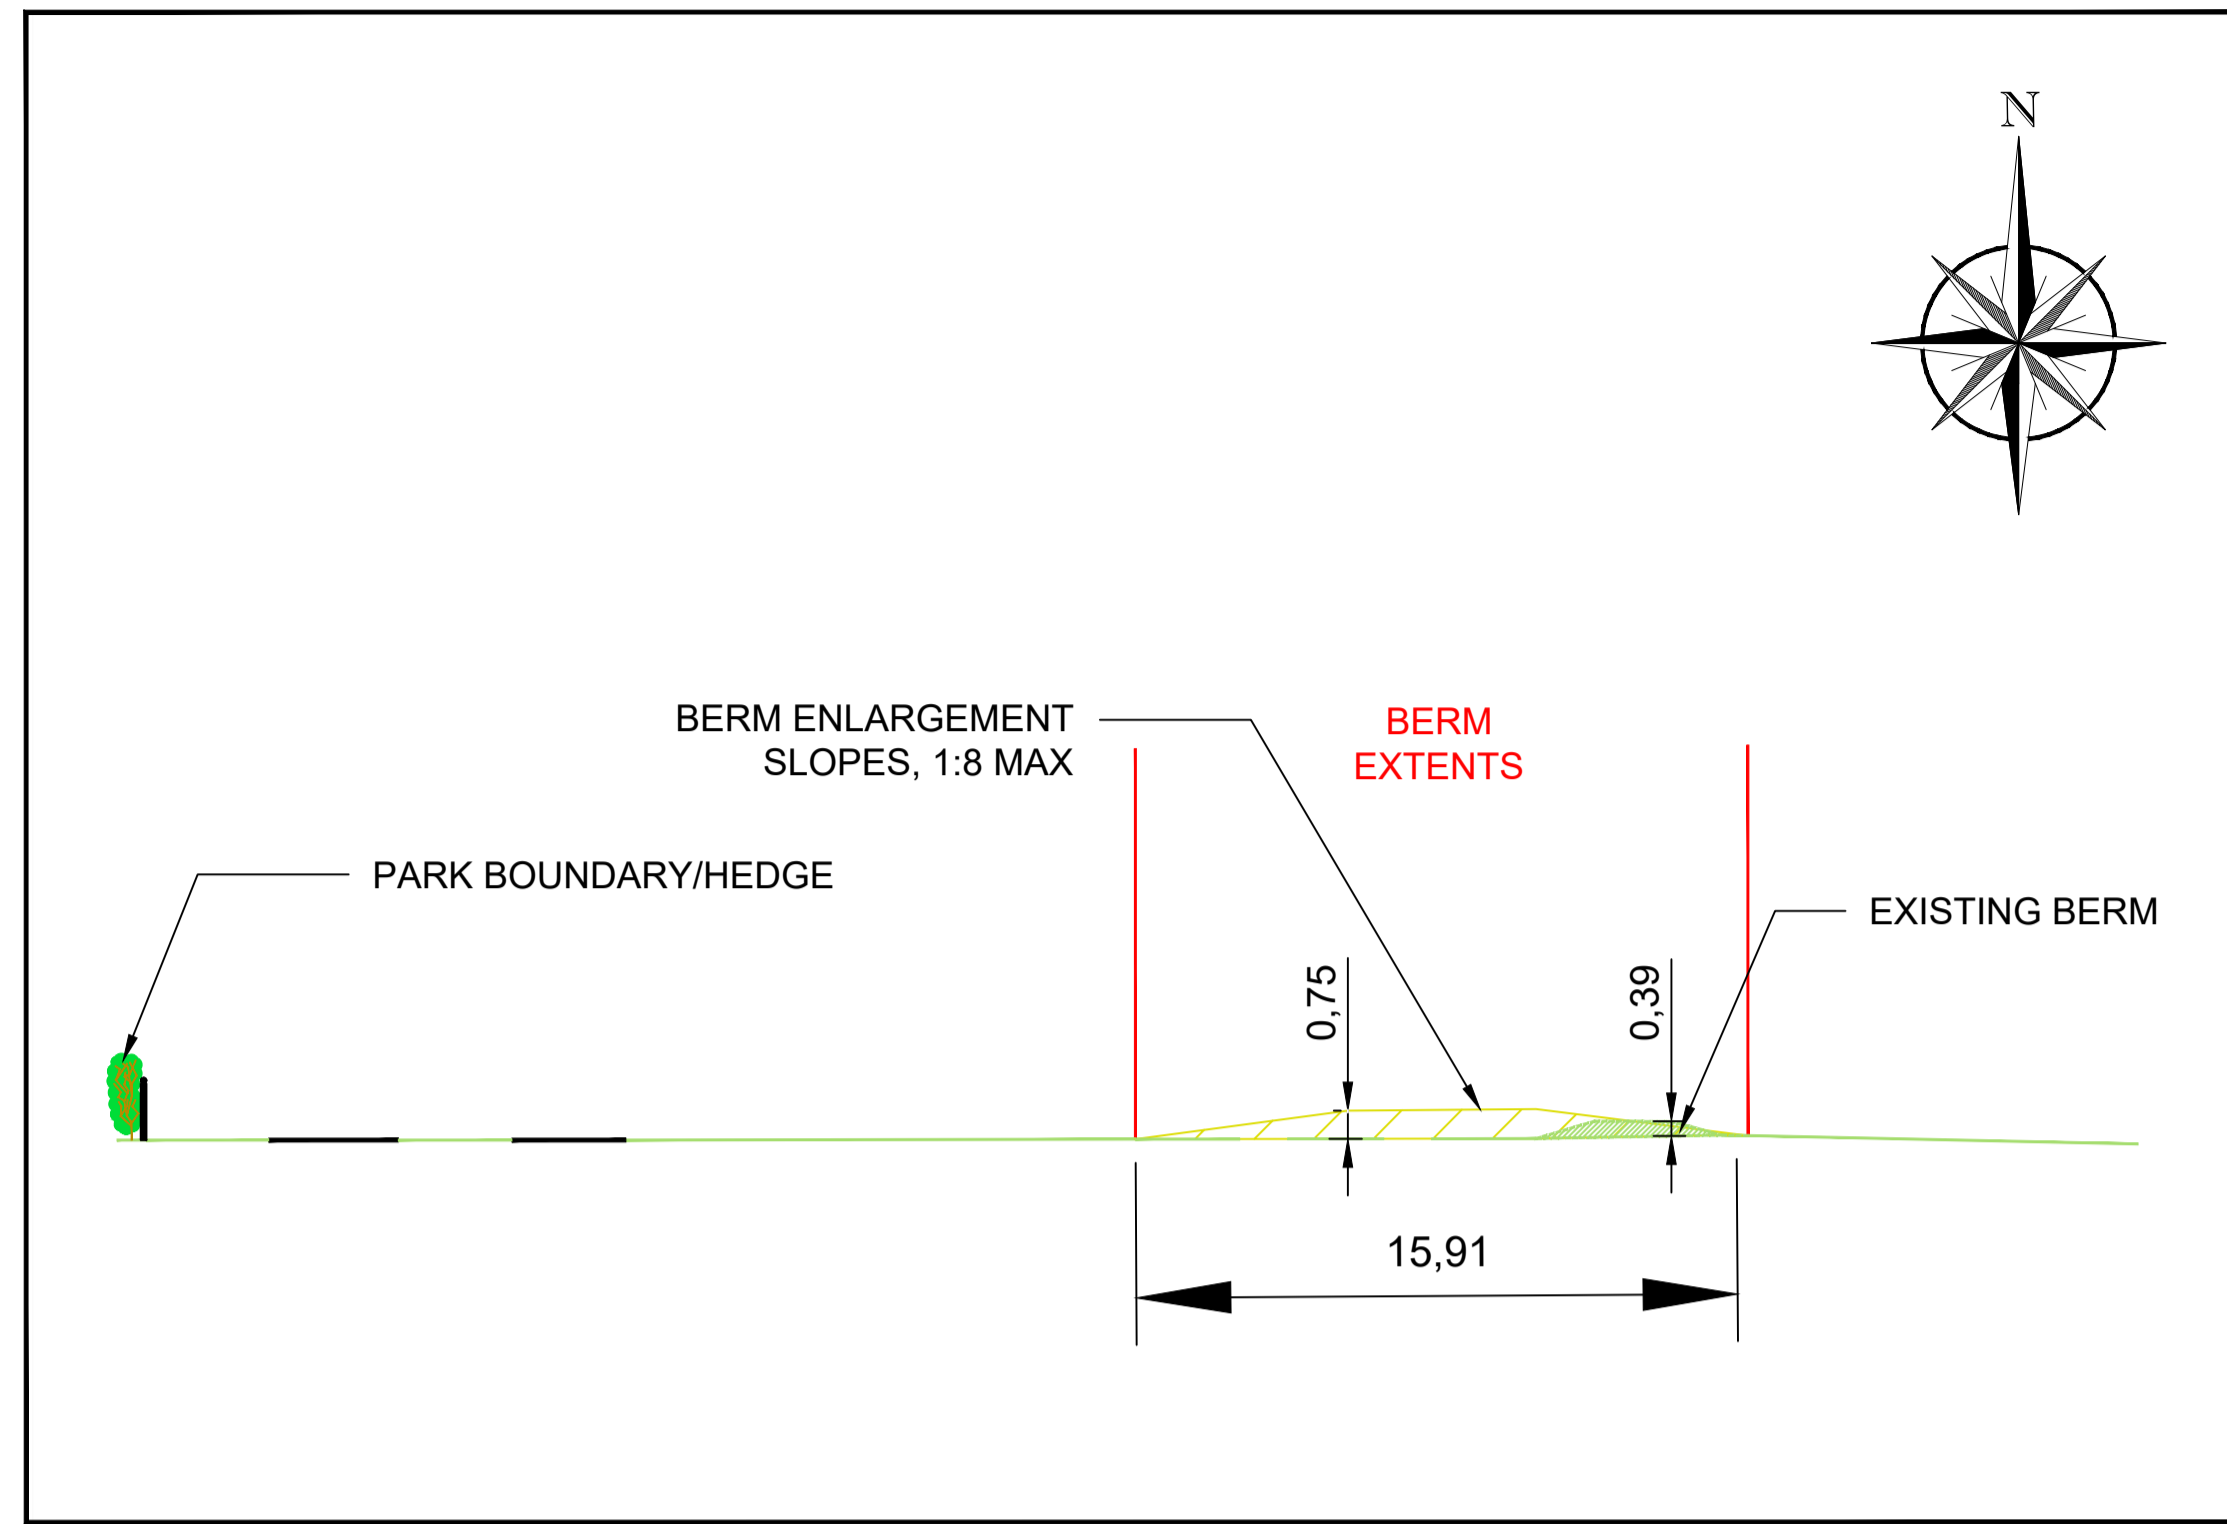 N
BERM ENLARGEMENT
SLOPES, 1:8 MAX
BERM
EXTENTS
PARK BOUNDARY/HEDGE
EXISTING BERM
0,75
0,39
15,91